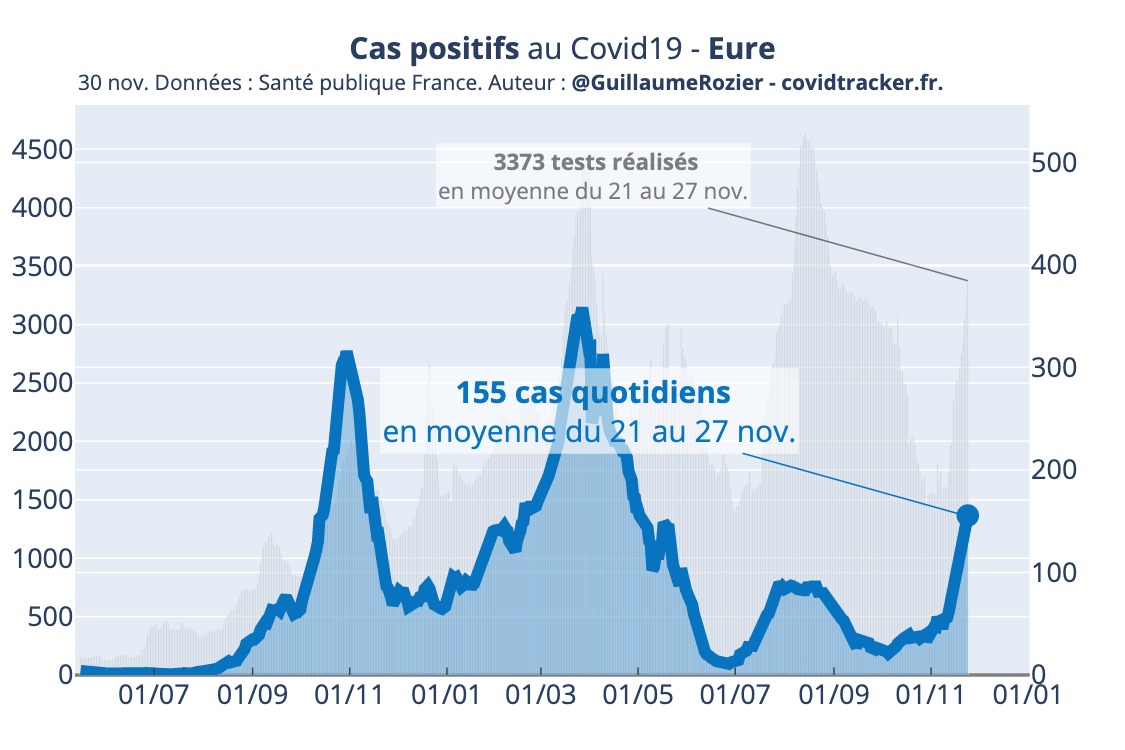 Cas positifs au Covid19 - Eure
30 nov. Données : Santé publique France. Auteur : @GuillaumeRozier - covidtracker.fr.
3373 tests réalisés
en moyenne du 21 au 27 nov.
155 cas quotidiens
en moyenne du 21 au 27 nov.
4500
4000
3500
3000
2500
2000
1500
1000
500
0
500
400
300
200
100
0
01/07 01/09 01/11 01/01 01/03 01/05 01/07 01/09 01/11 01/01